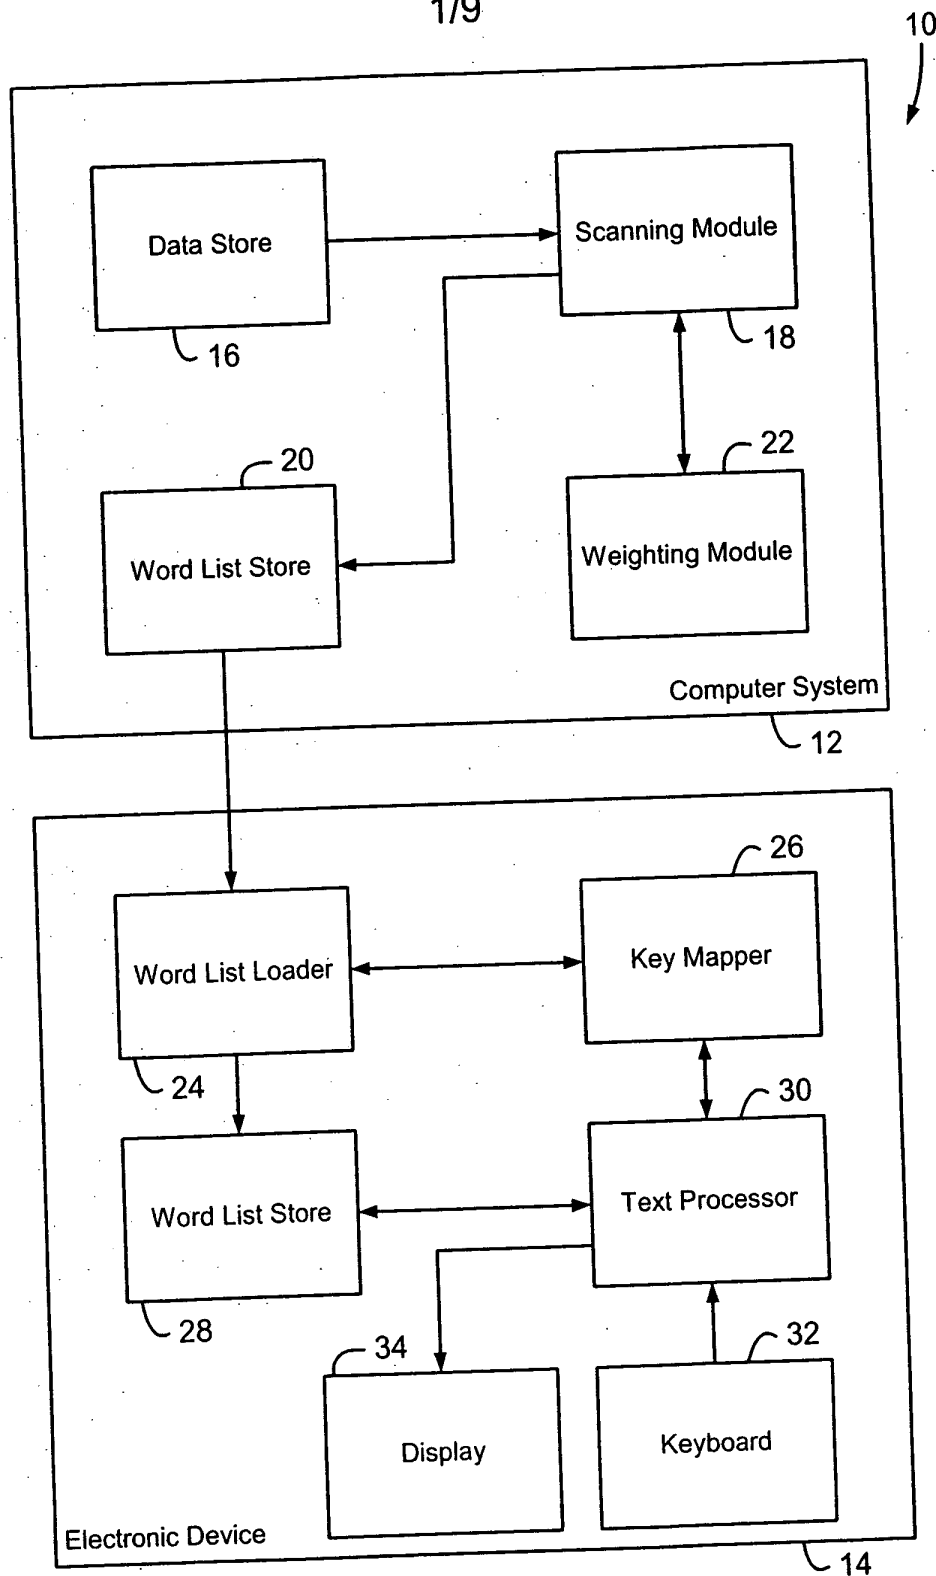 1/9
10
Data Store
Scanning Module
16
18
20
22
Word List Store
Weighting Module
Computer System
12
26
Word List Loader
Key Mapper
24
30
Word List Store
Text Processor
28
34
32
Display
Keyboard
Electronic Device
14